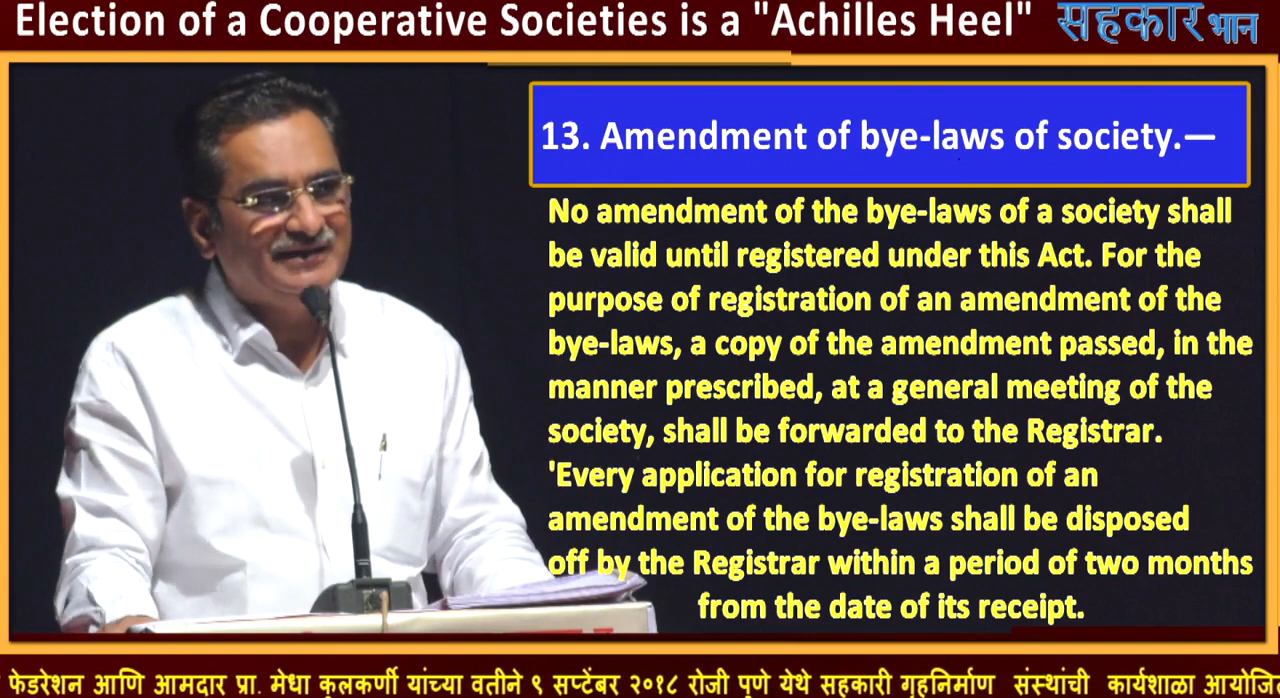 Election of a Cooperative Societies is a "Achilles Heel" सहकार भान
13. Amendment of bye-laws of society.—
No amendment of the bye-laws of a society shall
be valid until registered under this Act. For the
purpose of registration of an amendment of the
bye-laws, a copy of the amendment passed, in the
manner prescribed, at a general meeting of the
society, shall be forwarded to the Registrar.
'Every application for registration of an
amendment of the bye-laws shall be disposed
off by the Registrar within a period of two months
from the date of its receipt.
फेडरेशन आणि आमदार प्रा. मेधा कुलकर्णी यांच्या वतीने ९ सप्टेंबर २०१८ रोजी पुणे येथे सहकारी गृहनिर्माण संस्थांची कार्यशाळा आयोजि